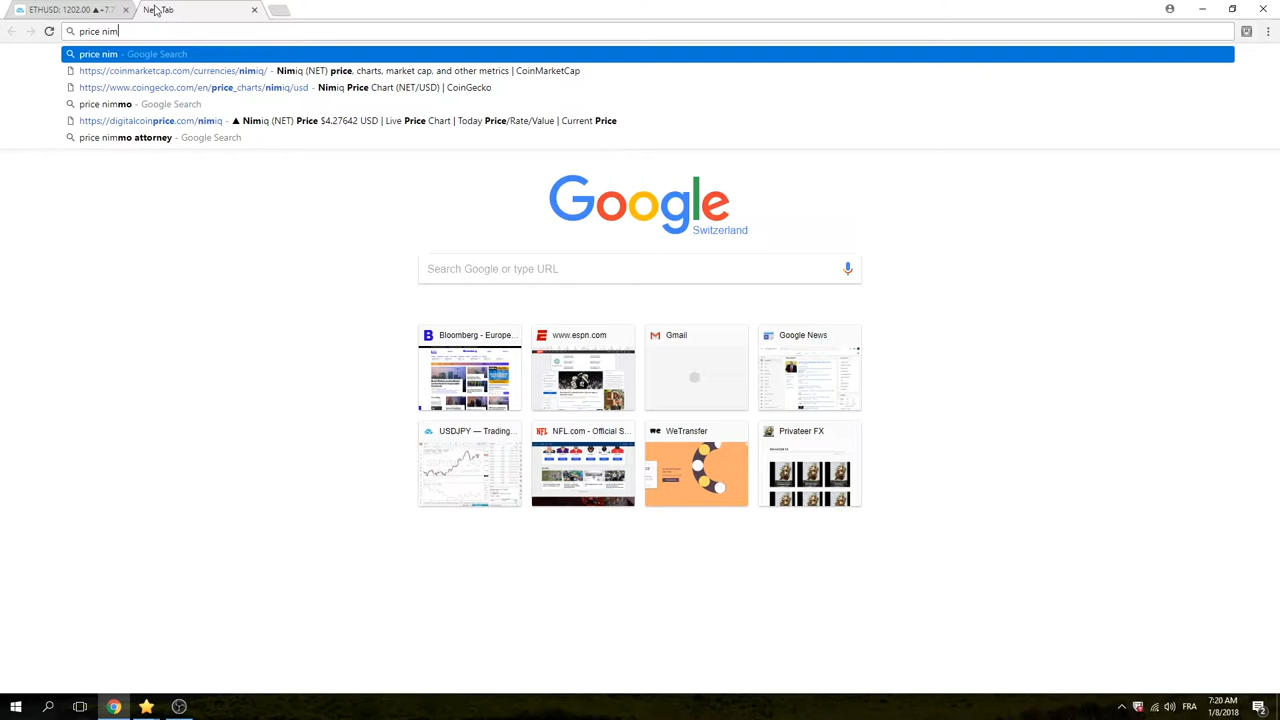 ETHUSD: 1202.00 ▲+7.7
New Tab
price nim
price nim - Google Search
https://coinmarketcap.com/currencies/nimiq/ - Nimiq (NET) price, charts, market cap, and other metrics | CoinMarketCap
https://www.coingecko.com/en/price_charts/nimiq/usd - Nimiq Price Chart (NET/USD) | CoinGecko
price nimmo - Google Search
https://digitalcoinprice.com/nimiq - ▲ Nimiq (NET) Price $4.27642 USD | Live Price Chart | Today Price/Rate/Value | Current Price
price nimmo attorney - Google Search
Google
Switzerland
Search Google or type URL
Bloomberg - Europe...
www.espn.com
Gmail
Google News
USDJPY — Trading...
NFL.com - Official S...
WeTransfer
Privateer FX
FRA
7:20 AM
1/8/2018